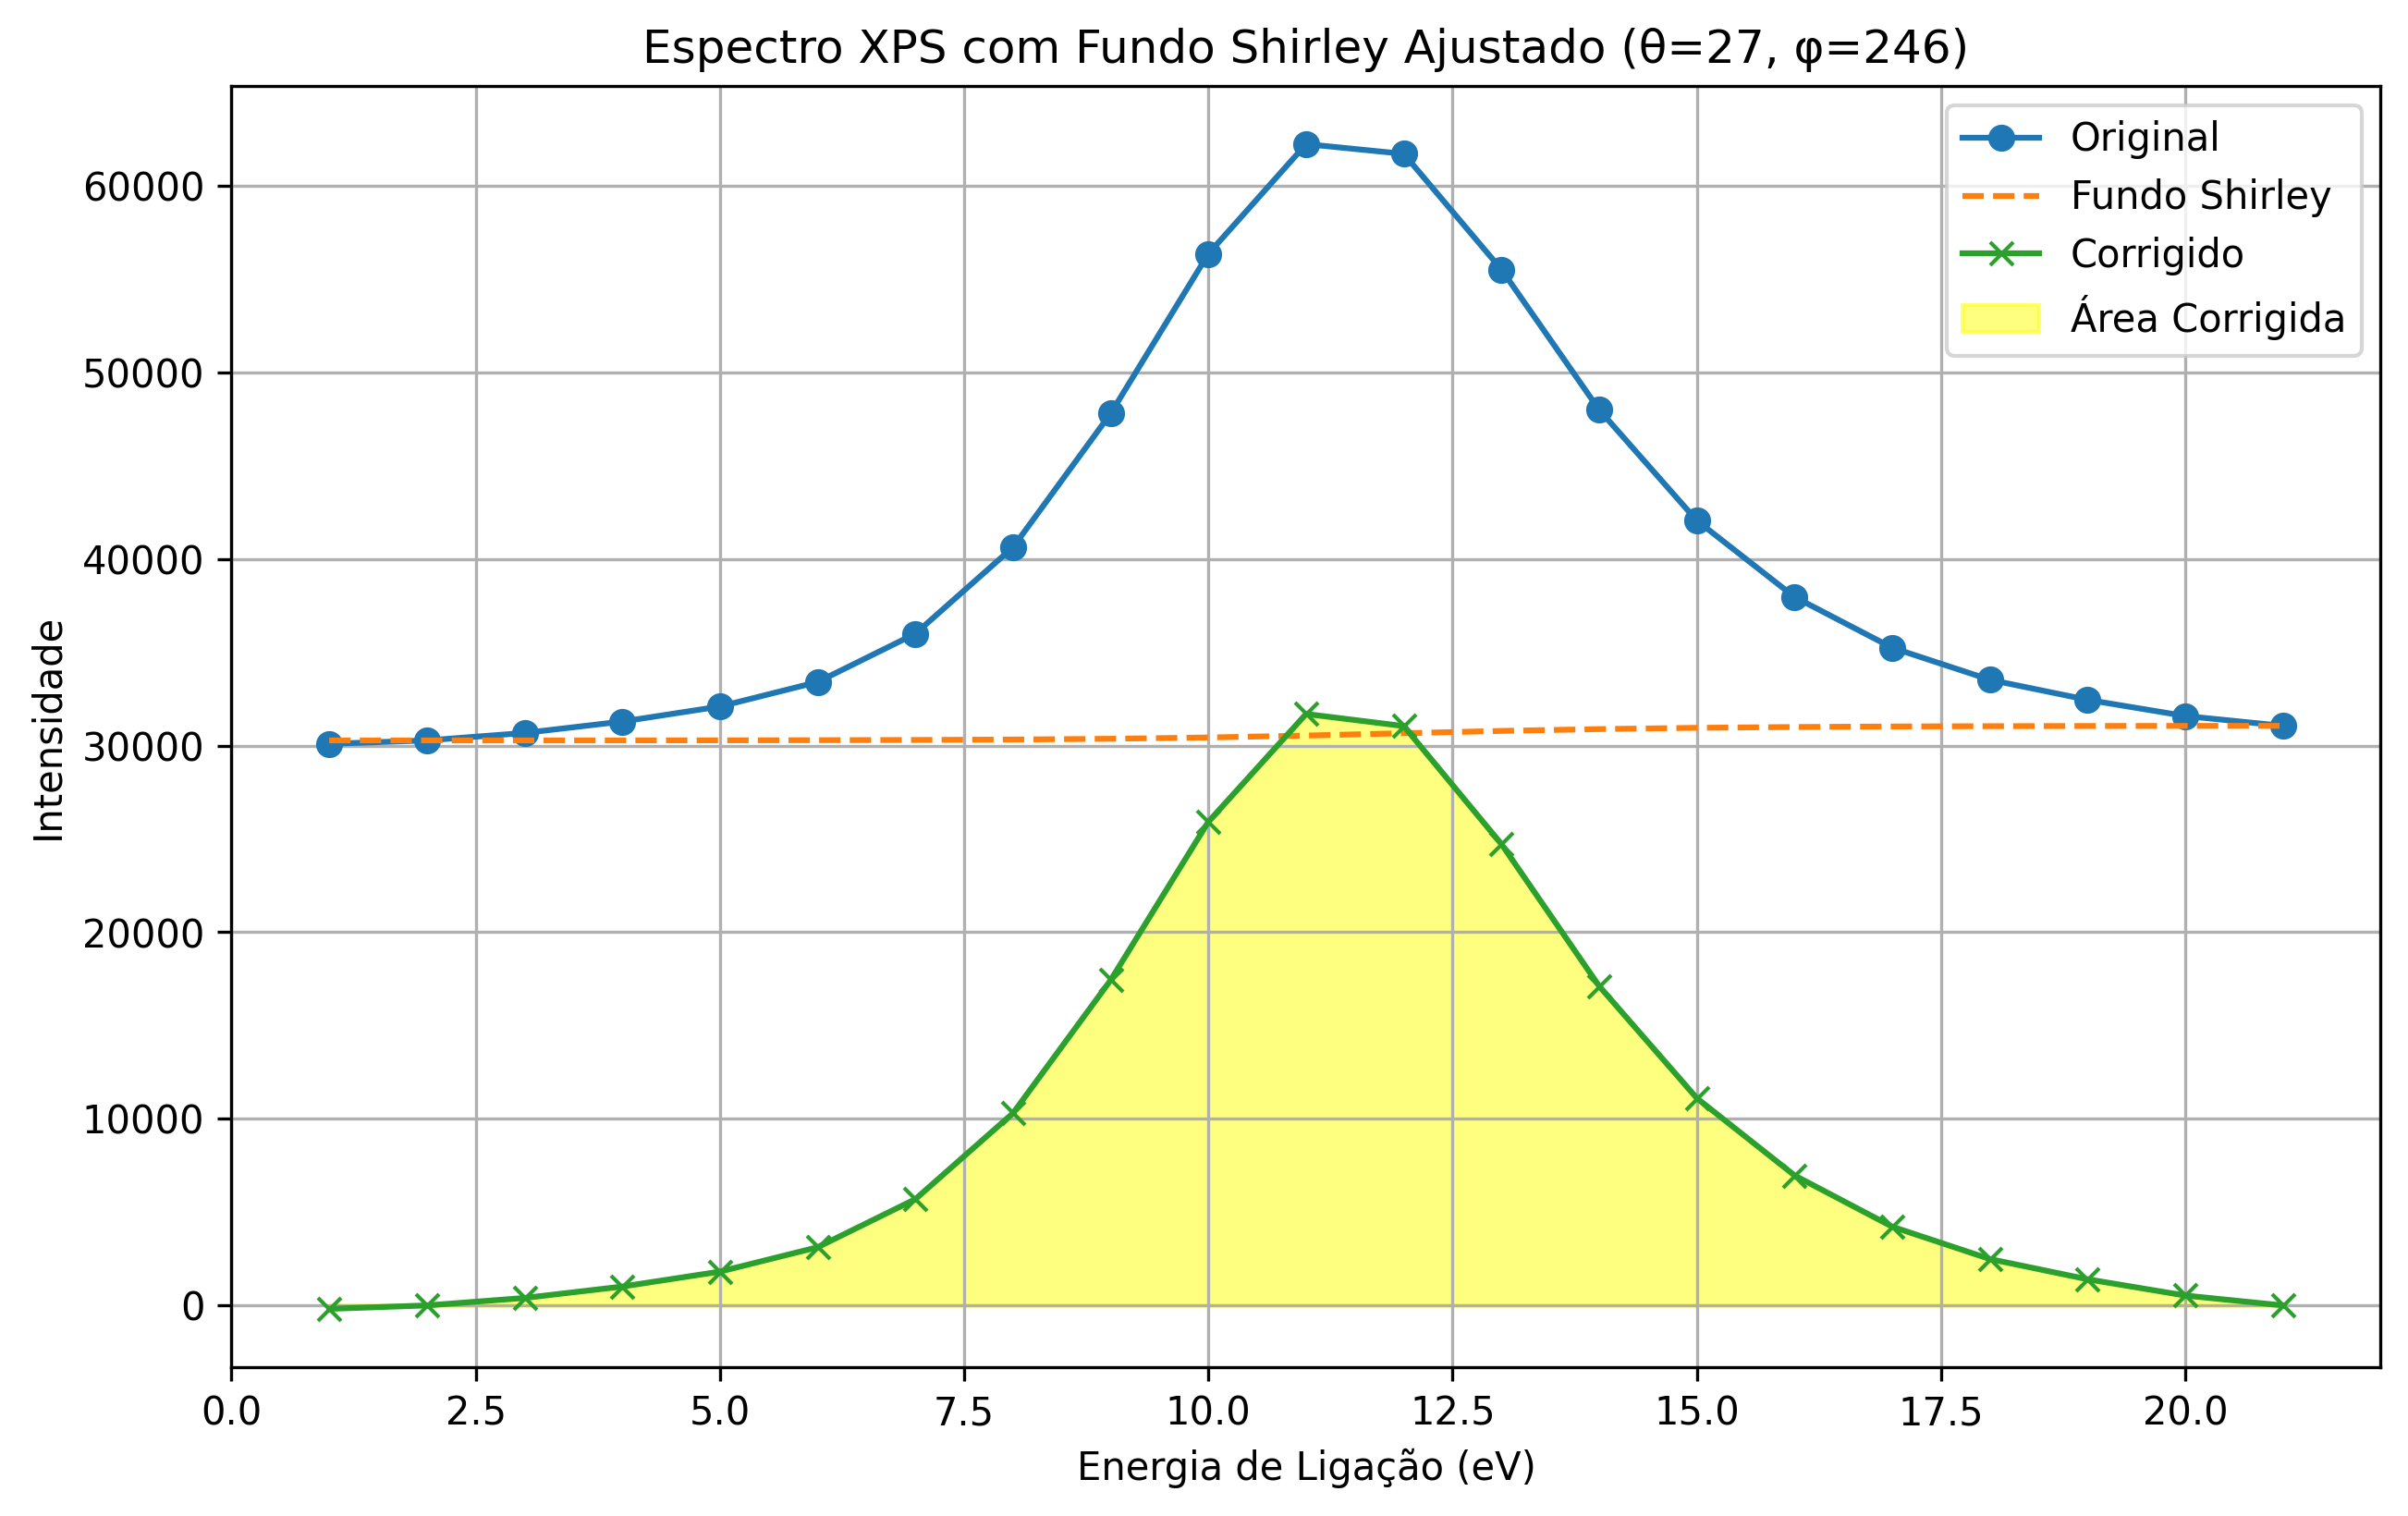 Espectro XPS com Fundo Shirley Ajustado (θ=27, φ=246)
Original
Fundo Shirley
Corrigido
Área Corrigida
Intensidade
60000
50000
40000
30000
20000
10000
0
0.0 2.5 5.0 7.5 10.0 12.5 15.0 17.5 20.0
Energia de Ligação (eV)